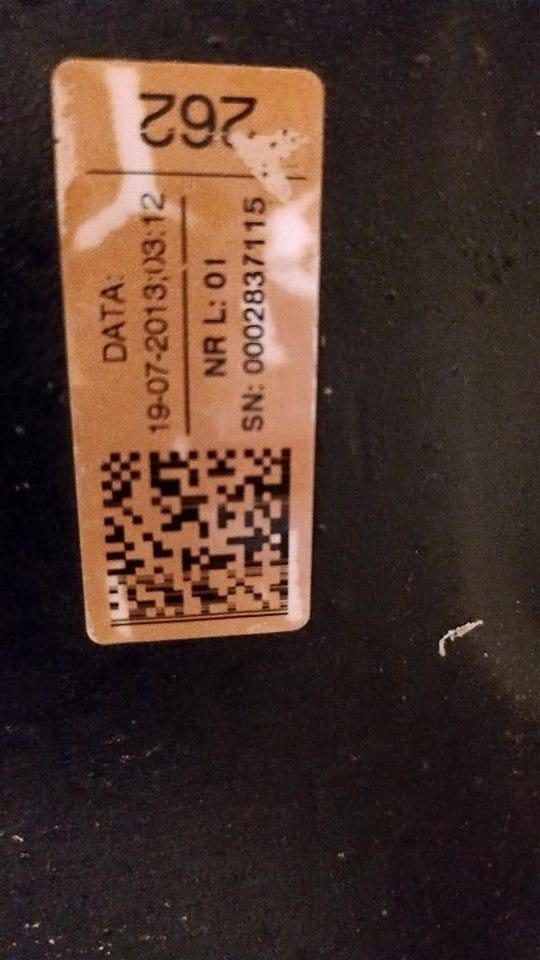 262
DATA:
19-07-2013;03:12
NR L: 01
SN: 0002837115